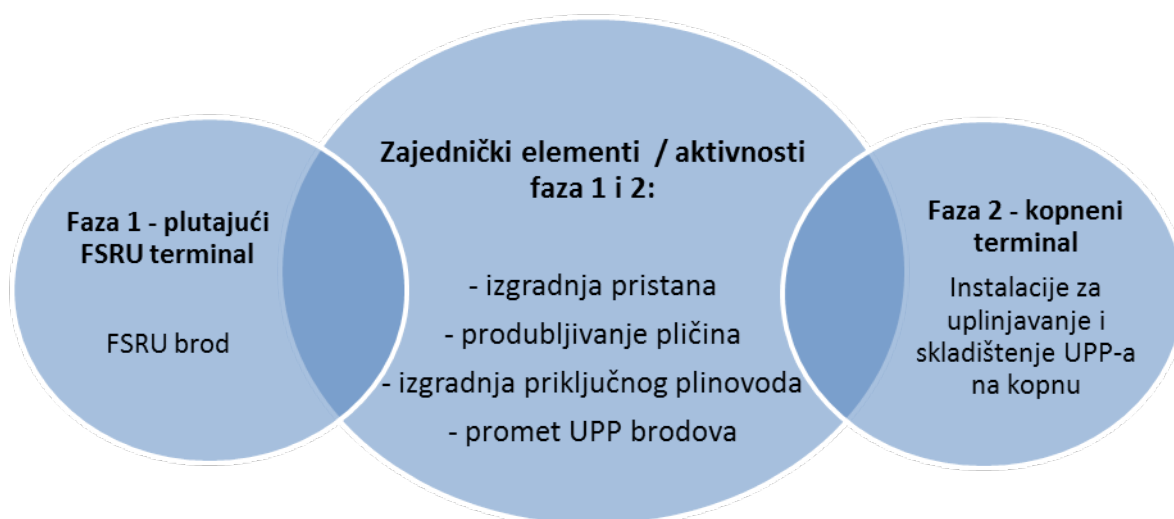 Faza 1 - plutajući
FSRU terminal
FSRU brod
Zajednički elementi / aktivnosti
faza 1 i 2:
- izgradnja pristana
- produbljivanje pličina
- izgradnja priključnog plinovoda
- promet UPP brodova
Faza 2 - kopneni
terminal
Instalacije za
uplinjavanje i
skladištenje UPP-a
na kopnu